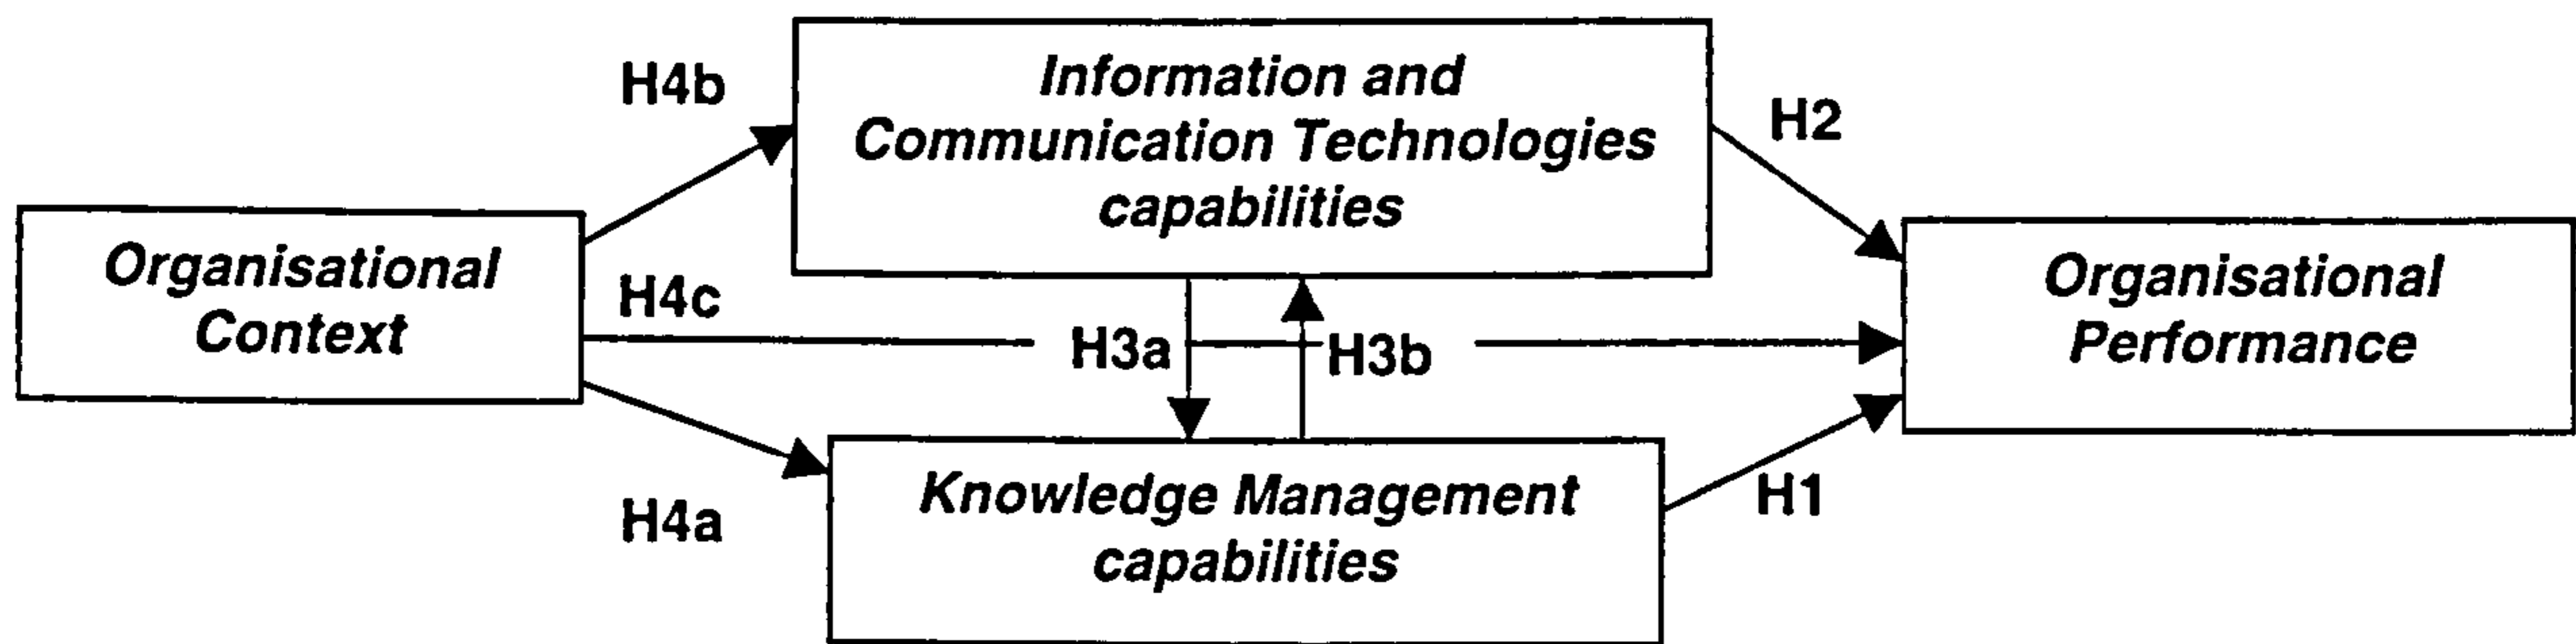 H4b
Information and
Communication Technologies
capabilities
H2
Organisational
Context
H4c
H3a
H3b
Organisational
Performance
H4a
Knowledge Management
capabilities
H1